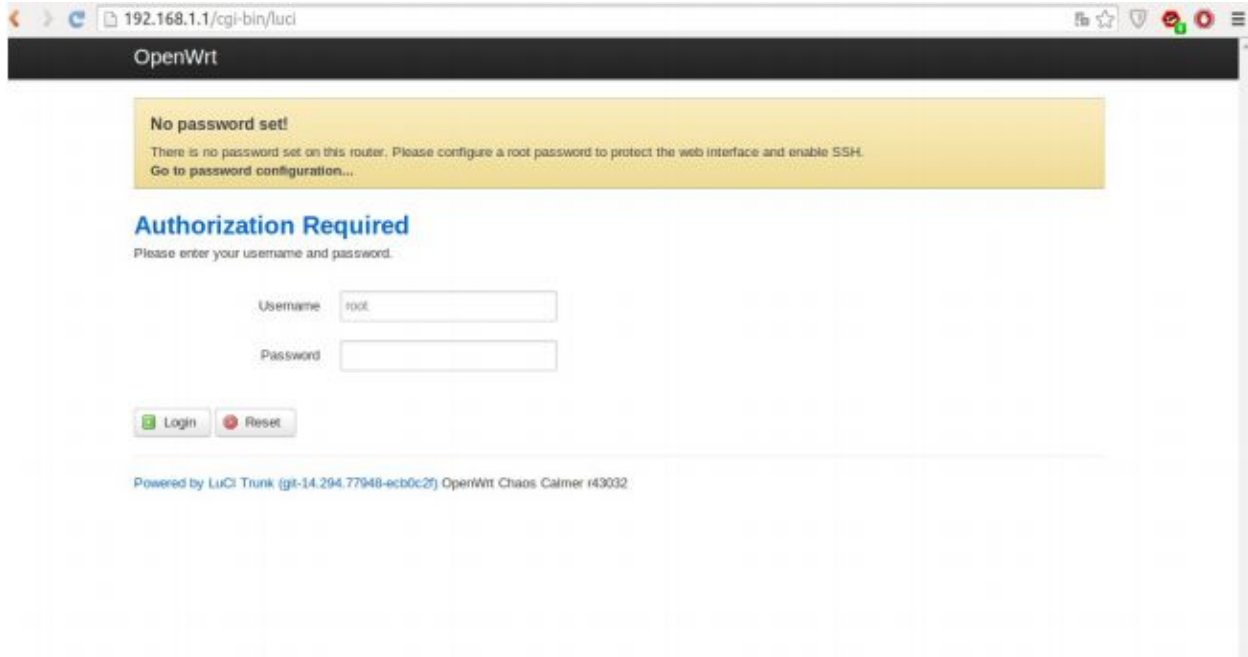 192.168.1.1/cgi-bin/luci
OpenWrt
No password set!
There is no password set on this router. Please configure a root password to protect the web interface and enable SSH.
Go to password configuration...
Authorization Required
Please enter your username and password.
Username root
Password
Login Reset
Powered by LuCI Trunk (git-14.294.77948-ecb0c2f) OpenWrt Chaos Calmer r43032